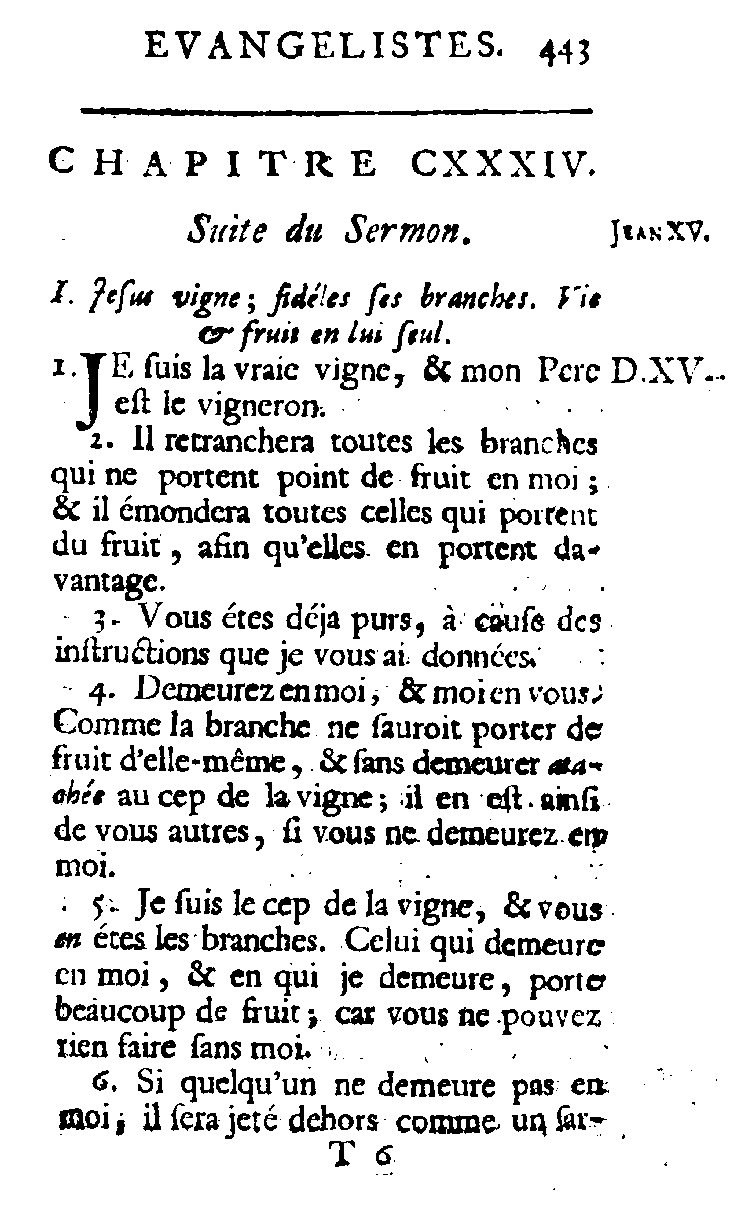 EVANGELISTES. 443
CHAPITRE CXXXIV.
Suite du Sermon. JEAN XV.
I. Jeſus vigne; fidéles ſes branches. Vie
& fruit en lui ſeul.
1. JE ſuis la vraie vigne, & mon Pere D.XV..
eſt le vigneron.
2. Il retranchera toutes les branches
qui ne portent point de fruit en moi;
& il émondera toutes celles qui portent
du fruit, afin qu'elles en portent da-
vantage.
3. Vous étes déja purs, à cauſe des
inſtructions que je vous ai données.
4. Demeurez en moi, & moi en vous.
Comme la branche ne ſauroit porter de
fruit d'elle-même, & ſans demeurer ata-
chée au cep de la vigne; il en eſt ainſi
de vous autres, ſi vous ne demeurez en
moi.
5. Je ſuis le cep de la vigne, & vous
en étes les branches. Celui qui demeure
en moi, & en qui je demeure, porte
beaucoup de fruit; car vous ne pouvez
rien faire ſans moi.
6. Si quelqu'un ne demeure pas en
moi; il ſera jeté dehors comme un ſar-
T 6